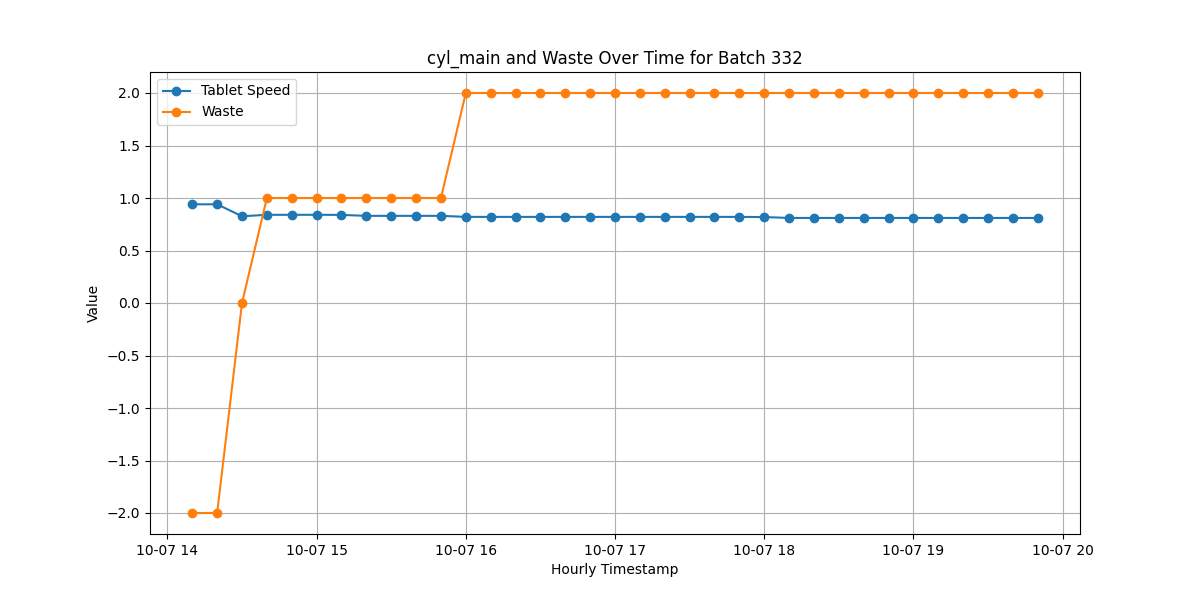 cyl_main and Waste Over Time for Batch 332
Tablet Speed
Waste
2.0
1.5
1.0
0.5
0.0
−0.5
−1.0
−1.5
−2.0
Value
10-07 14 10-07 15 10-07 16 10-07 17 10-07 18 10-07 19 10-07 20
Hourly Timestamp